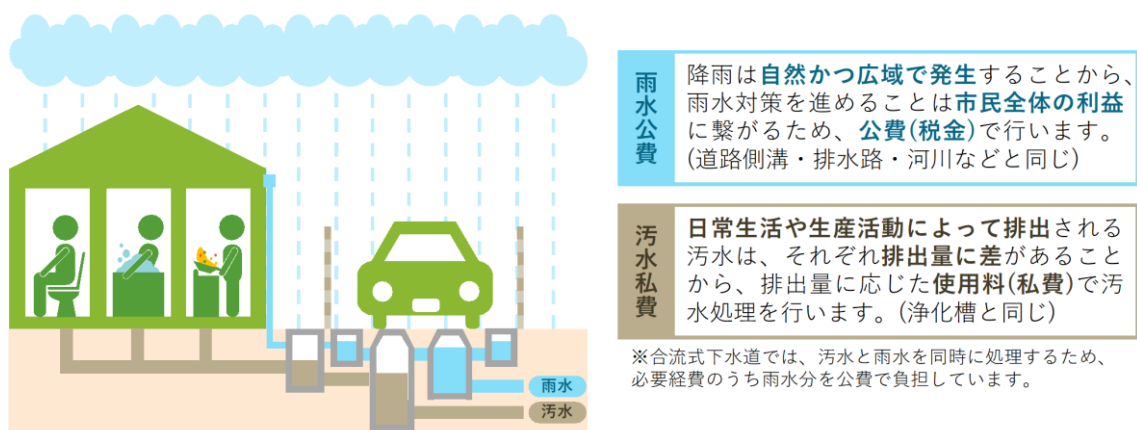 雨水公費
降雨は自然かつ広域で発生することから、
雨水対策を進めることは市民全体の利益
に繋がるため、公費(税金)で行います。
(道路側溝・排水路・河川などと同じ)
汚水私費
日常生活や生産活動によって排出される
汚水は、それぞれ排出量に差があること
から、排出量に応じた使用料(私費)で汚
水処理を行います。(浄化槽と同じ)
※合流式下水道では、汚水と雨水を同時に処理するため、
必要経費のうち雨水分を公費で負担しています。
雨水
汚水